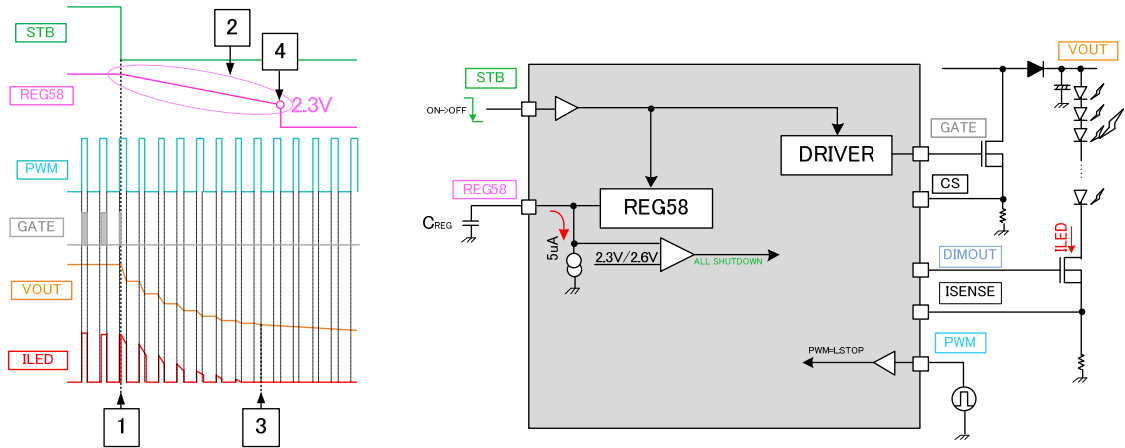 STB
2
4
REG58
2.3V
PWM
GATE
VOUT
ILED
1
3
STB
ON->OFF
REG58
CREG
5uA
REG58
2.3V/2.6V
ALL SHUTDOWN
DRIVER
PWM=L:STOP
VOUT
GATE
CS
ILED
DIMOUT
ISENSE
PWM